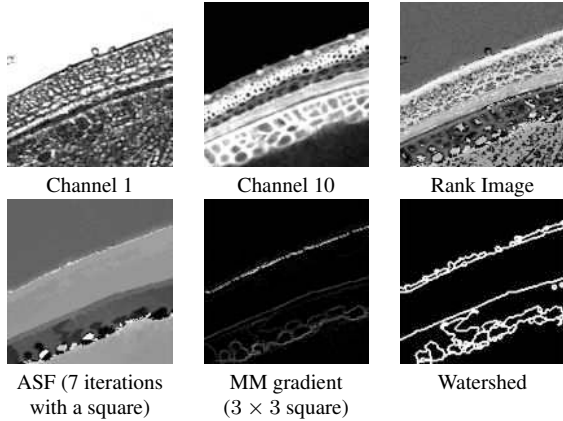 Channel 1
Channel 10
Rank Image
ASF (7 iterations
with a square)
MM gradient
(3 × 3 square)
Watershed